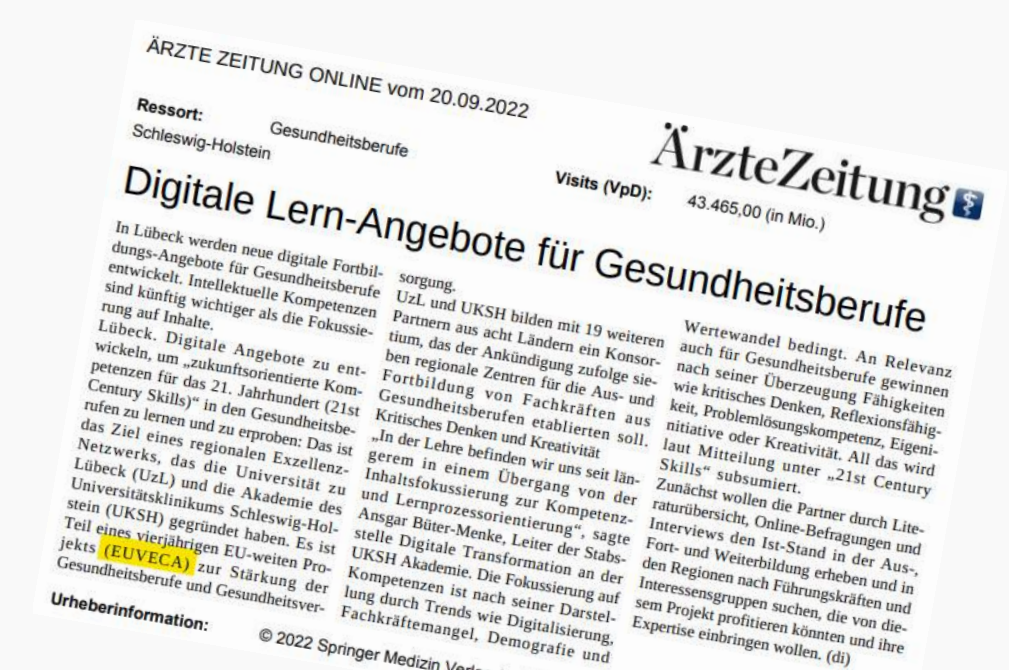 ÄRZTE ZEITUNG ONLINE vom 20.09.2022
Ressort:
Gesundheitsberufe
Schleswig-Holstein
ÄrzteZeitung
Visits (VpD):
43.465,00 (in Mio.)
Digitale Lern-Angebote für Gesundheitsberufe
In Lübeck werden neue digitale Fortbil-
dungs-Angebote für Gesundheitsberufe
entwickelt. Intellektuelle Kompetenzen
sind künftig wichtiger als die Fokussie-
rung auf Inhalte.
Lübeck. Digitale Angebote zu ent-
wickeln, um „zukunftsorientierte Kom-
petenzen für das 21. Jahrhundert (21st
Century Skills)“ in den Gesundheitsbe-
rufen zu lernen und zu erproben: Das ist
das Ziel eines regionalen Exzellenz-
Netzwerks, das die Universität zu
Lübeck (UzL) und die Akademie des
Universitätsklinikums Schleswig-Hol-
stein (UKSH) gegründet haben. Es ist
Teil eines vierjährigen EU-weiten Pro-
jekts (EUVECA) zur Stärkung der
Gesundheitsberufe und Gesundheitsver-
sorgung.
UzL und UKSH bilden mit 19 weiteren
Partnern aus acht Ländern ein Konsor-
tium, das der Ankündigung zufolge sie-
ben regionale Zentren für die Aus- und
Fortbildung von Fachkräften aus
Gesundheitsberufen etablierten soll.
Kritisches Denken und Kreativität
„In der Lehre befinden wir uns seit län-
gerem in einem Übergang von der
Inhaltsfokussierung zur Kompetenz-
und Lernprozessorientierung“, sagte
Ansgar Büter-Menke, Leiter der Stabs-
stelle Digitale Transformation an der
UKSH Akademie. Die Fokussierung auf
Kompetenzen ist nach seiner Darstel-
lung durch Trends wie Digitalisierung,
Fachkräftemangel, Demografie und
Wertewandel bedingt. An Relevanz
auch für Gesundheitsberufe gewinnen
nach seiner Überzeugung Fähigkeiten
wie kritisches Denken, Reflexionsfähig-
keit, Problemlösungskompetenz, Eigeni-
nitiative oder Kreativität. All das wird
laut Mitteilung unter „21st Century
Skills“ subsumiert.
Zunächst wollen die Partner durch Lite-
raturübersicht, Online-Befragungen und
Interviews den Ist-Stand in der Aus-,
Fort- und Weiterbildung erheben und in
den Regionen nach Führungskräften und
Interessensgruppen suchen, die von die-
sem Projekt profitieren könnten und ihre
Expertise einbringen wollen. (di)
Urheberinformation:
© 2022 Springer Medizin